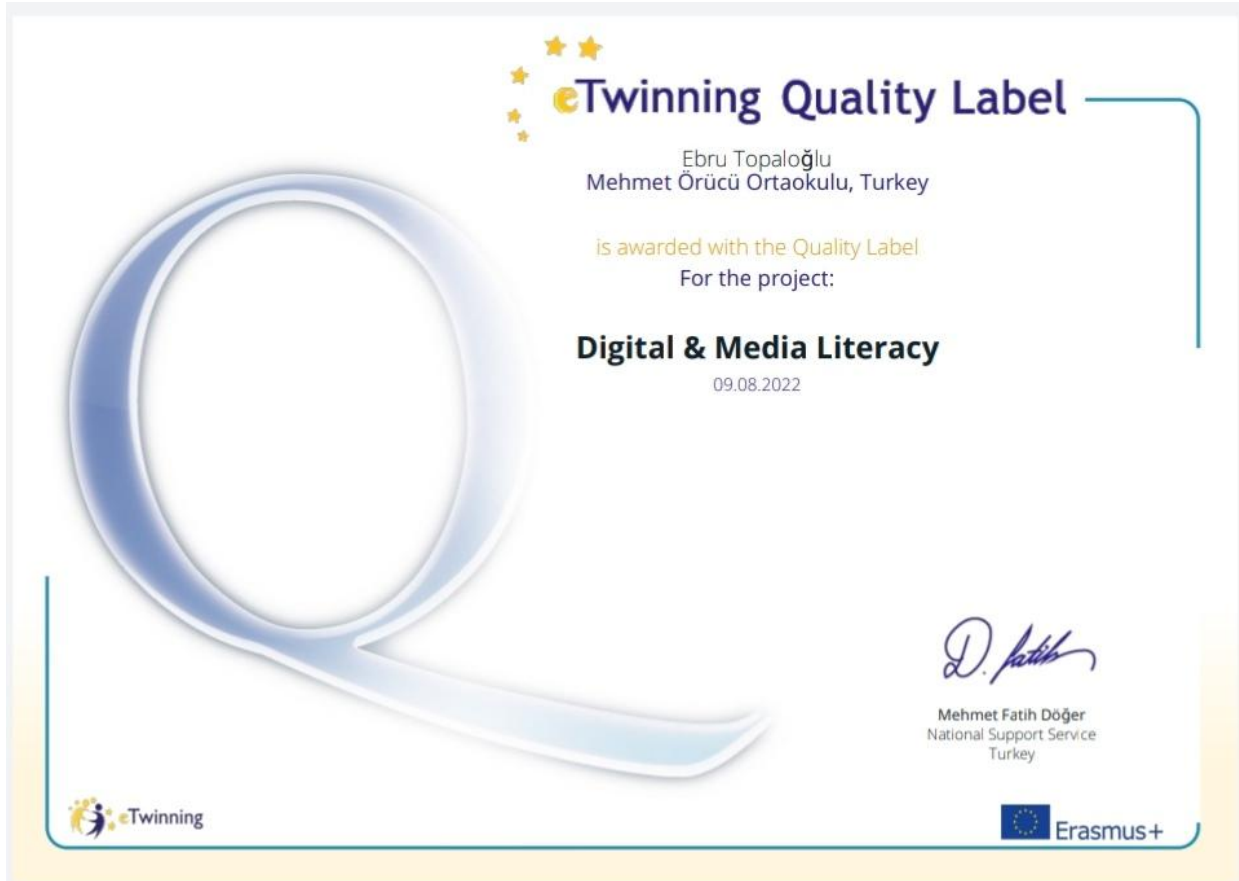 eTwinning Quality Label
Ebru Topaloğlu
Mehmet Örücü Ortaokulu, Turkey
is awarded with the Quality Label
For the project:
Digital & Media Literacy
09.08.2022
D. Fatih
Mehmet Fatih Döğer
National Support Service
Turkey
eTwinning
Erasmus+